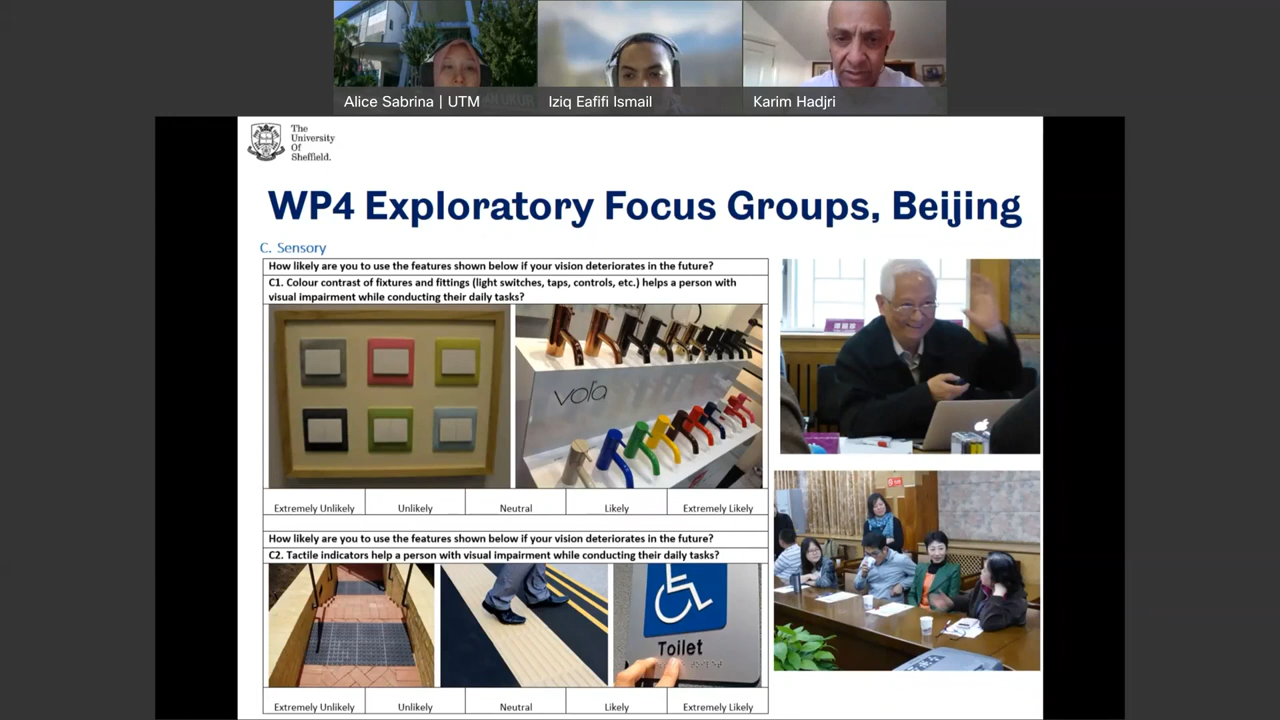 Alice Sabrina | UTM
Iziq Eafifi Ismail
Karim Hadjri
The
University
Of
Sheffield.
WP4 Exploratory Focus Groups, Beijing
C. Sensory
How likely are you to use the features shown below if your vision deteriorates in the future?
C1. Colour contrast of fixtures and fittings (light switches, taps, controls, etc.) helps a person with
visual impairment while conducting their daily tasks?
vola
Extremely Unlikely
Unlikely
Neutral
Likely
Extremely Likely
How likely are you to use the features shown below if your vision deteriorates in the future?
C2. Tactile indicators help a person with visual impairment while conducting their daily tasks?
Toilet
Extremely Unlikely
Unlikely
Neutral
Likely
Extremely Likely